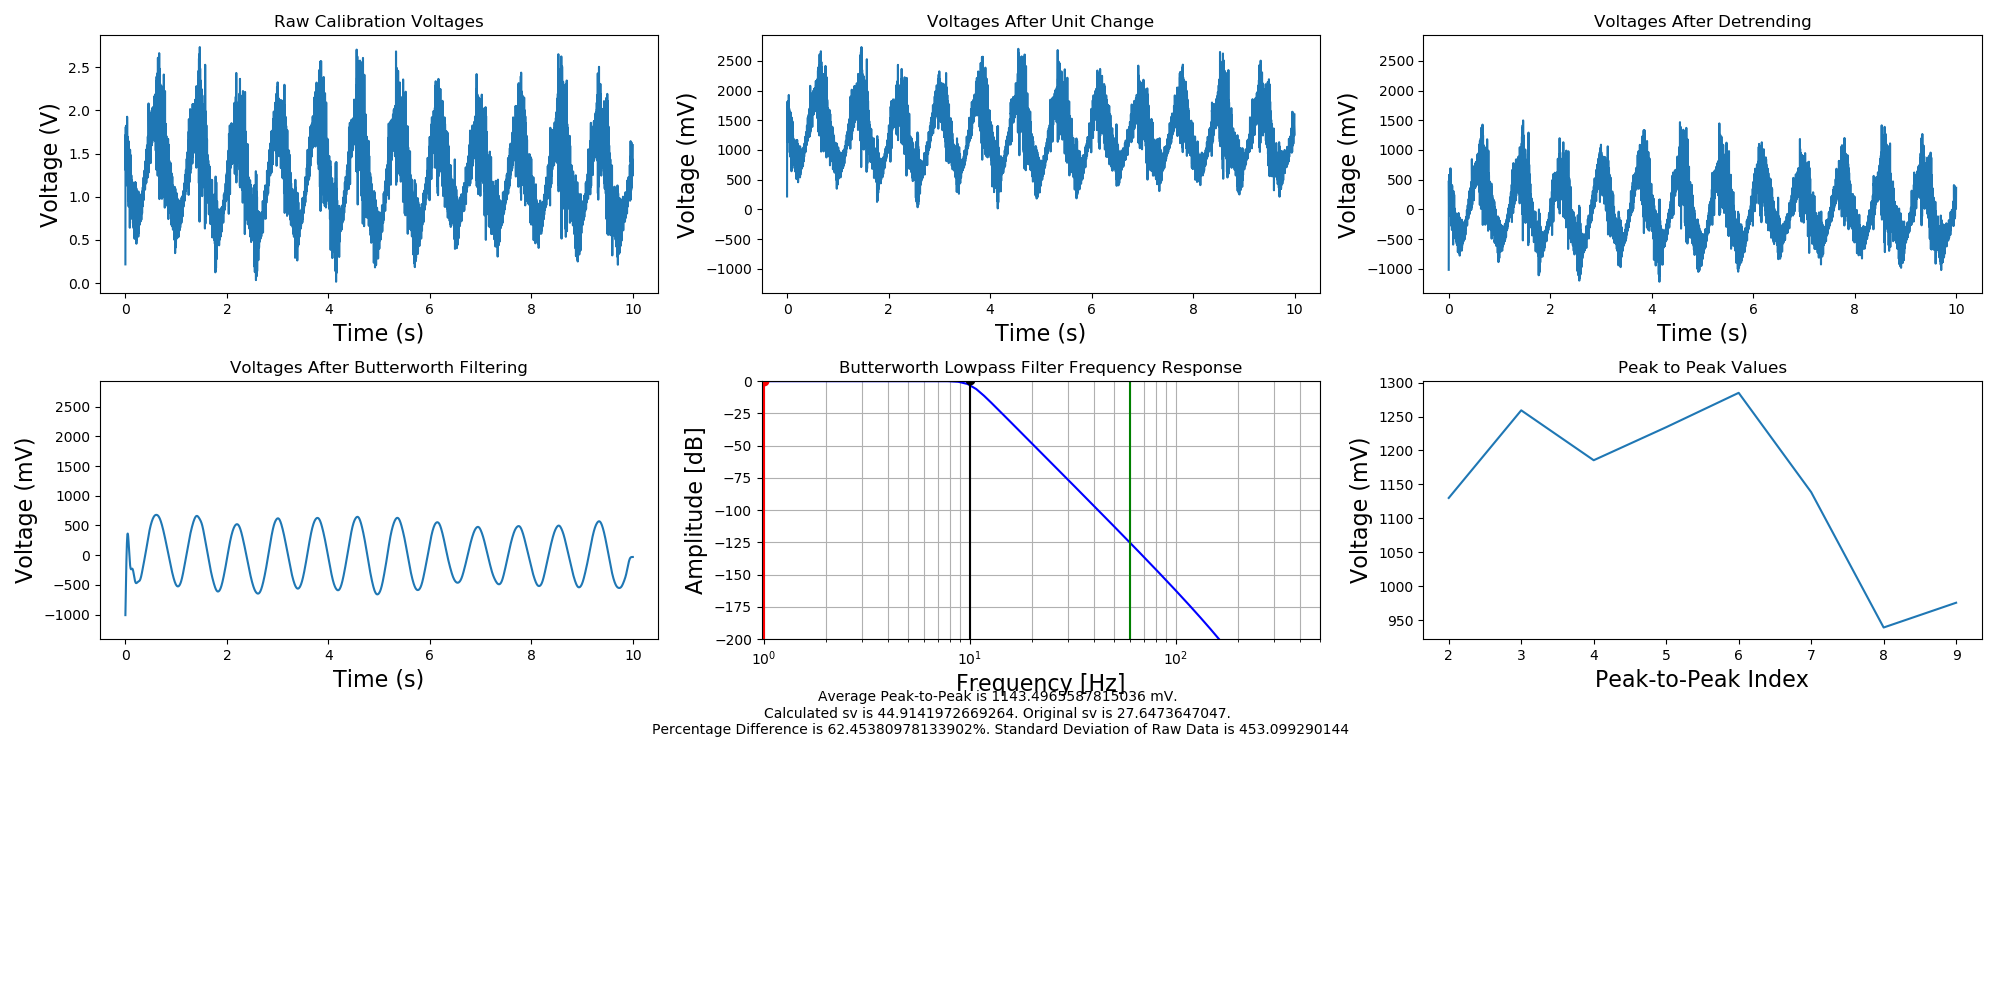 Raw Calibration Voltages
Voltage (V)
2.5
2.0
1.5
1.0
0.5
0.0
0 2 4 6 8 10
Time (s)
Voltages After Unit Change
Voltage (mV)
2500
2000
1500
1000
500
0
−500
−1000
0 2 4 6 8 10
Time (s)
Voltages After Detrending
Voltage (mV)
2500
2000
1500
1000
500
0
−500
−1000
0 2 4 6 8 10
Time (s)
Voltages After Butterworth Filtering
Voltage (mV)
2500
2000
1500
1000
500
0
−500
−1000
0 2 4 6 8 10
Time (s)
Butterworth Lowpass Filter Frequency Response
Amplitude [dB]
0
−25
−50
−75
−100
−125
−150
−175
−200
10⁰ 10¹ 10²
Frequency [Hz]
Peak to Peak Values
Voltage (mV)
1300
1250
1200
1150
1100
1050
1000
950
2 3 4 5 6 7 8 9
Peak-to-Peak Index
Average Peak-to-Peak is 1143.4965587815036 mV.
Calculated sv is 44.9141972669264. Original sv is 27.6473647047.
Percentage Difference is 62.45380978133902%. Standard Deviation of Raw Data is 453.099290144